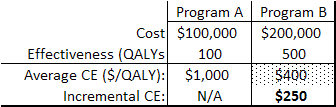 Program A Program B
Cost $100,000 $200,000
Effectiveness (QALYs 100 500
Average CE ($/QALY): $1,000 $400
Incremental CE: N/A $250